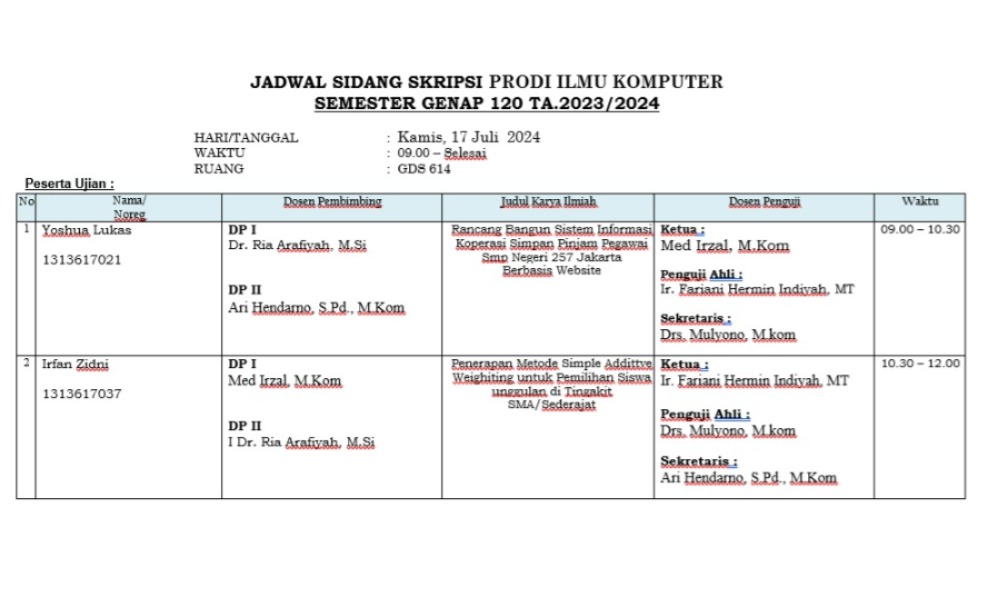 JADWAL SIDANG SKRIPSI PRODI ILMU KOMPUTER
SEMESTER GENAP 120 TA.2023/2024
HARI/TANGGAL : Kamis, 17 Juli 2024
WAKTU : 09.00 – Selesai
RUANG : GDS 614
Peserta Ujian :
No Nama/ Dosen Pembimbing Judul Karya Ilmiah Dosen Penguji Waktu
Noreg
1 Yoshua Lukas
1313617021
DP I
Dr. Ria Arafiyah, M.Si
DP II
Ari Hendarno, S.Pd., M.Kom
Rancang Bangun Sistem Informasi
Koperasi Simpan Pinjam Pegawai
Smp Negeri 257 Jakarta
Berbasis Website
Ketua :
Med Irzal, M.Kom
Penguji Ahli :
Ir. Fariani Hermin Indiyah, MT
Sekretaris :
Drs. Mulyono, M.kom
09.00 – 10.30
2 Irfan Zidni
1313617037
DP I
Med Irzal, M.Kom
DP II
I Dr. Ria Arafiyah, M.Si
Penerapan Metode Simple Addittve
Weighiting untuk Pemilihan Siswa
unggulan di Tingakit
SMA/Sederajat
Ketua :
Ir. Fariani Hermin Indiyah, MT
Penguji Ahli :
Drs. Mulyono, M.kom
Sekretaris :
Ari Hendarno, S.Pd., M.Kom
10.30 – 12.00